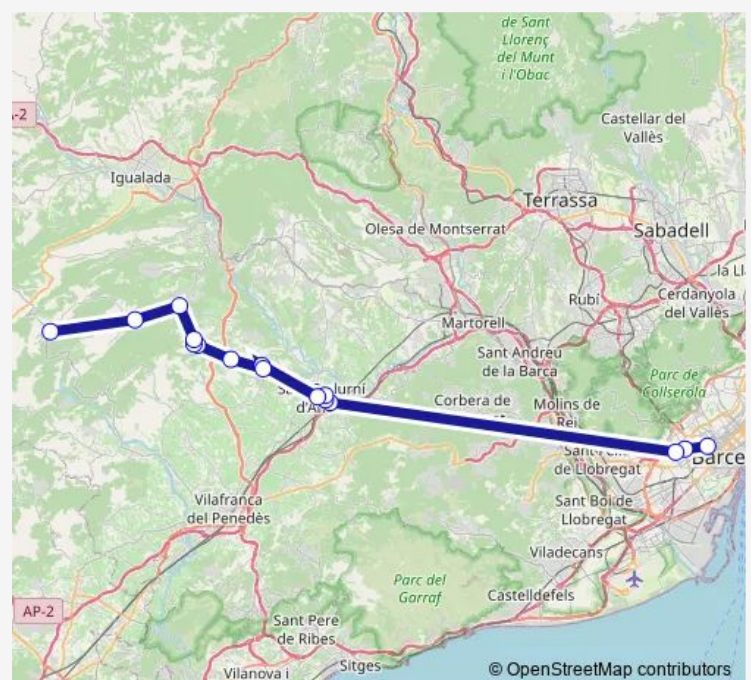 de Sant
Llorenç
del Munt
i l'Obac
-2
Castellar del
Vallès
Igualada
Terrassa
Olesa de Montserrat
Sabadell
Rubí
Cerdanyola
del Vallès
Martorell
Sant Andreu
de la Barca
Parc de
Collserola
Corbera de
Molins de
Rei
de Llobregat
Barce
Vilafranca
del Penedès
Sant Boi de
Llobregat
Viladecans
Parc del
Garraf
Castelldefels
AP-2
Sant Pere
de Ribes
Sitges
Vilanova i
© OpenStreetMap contributors